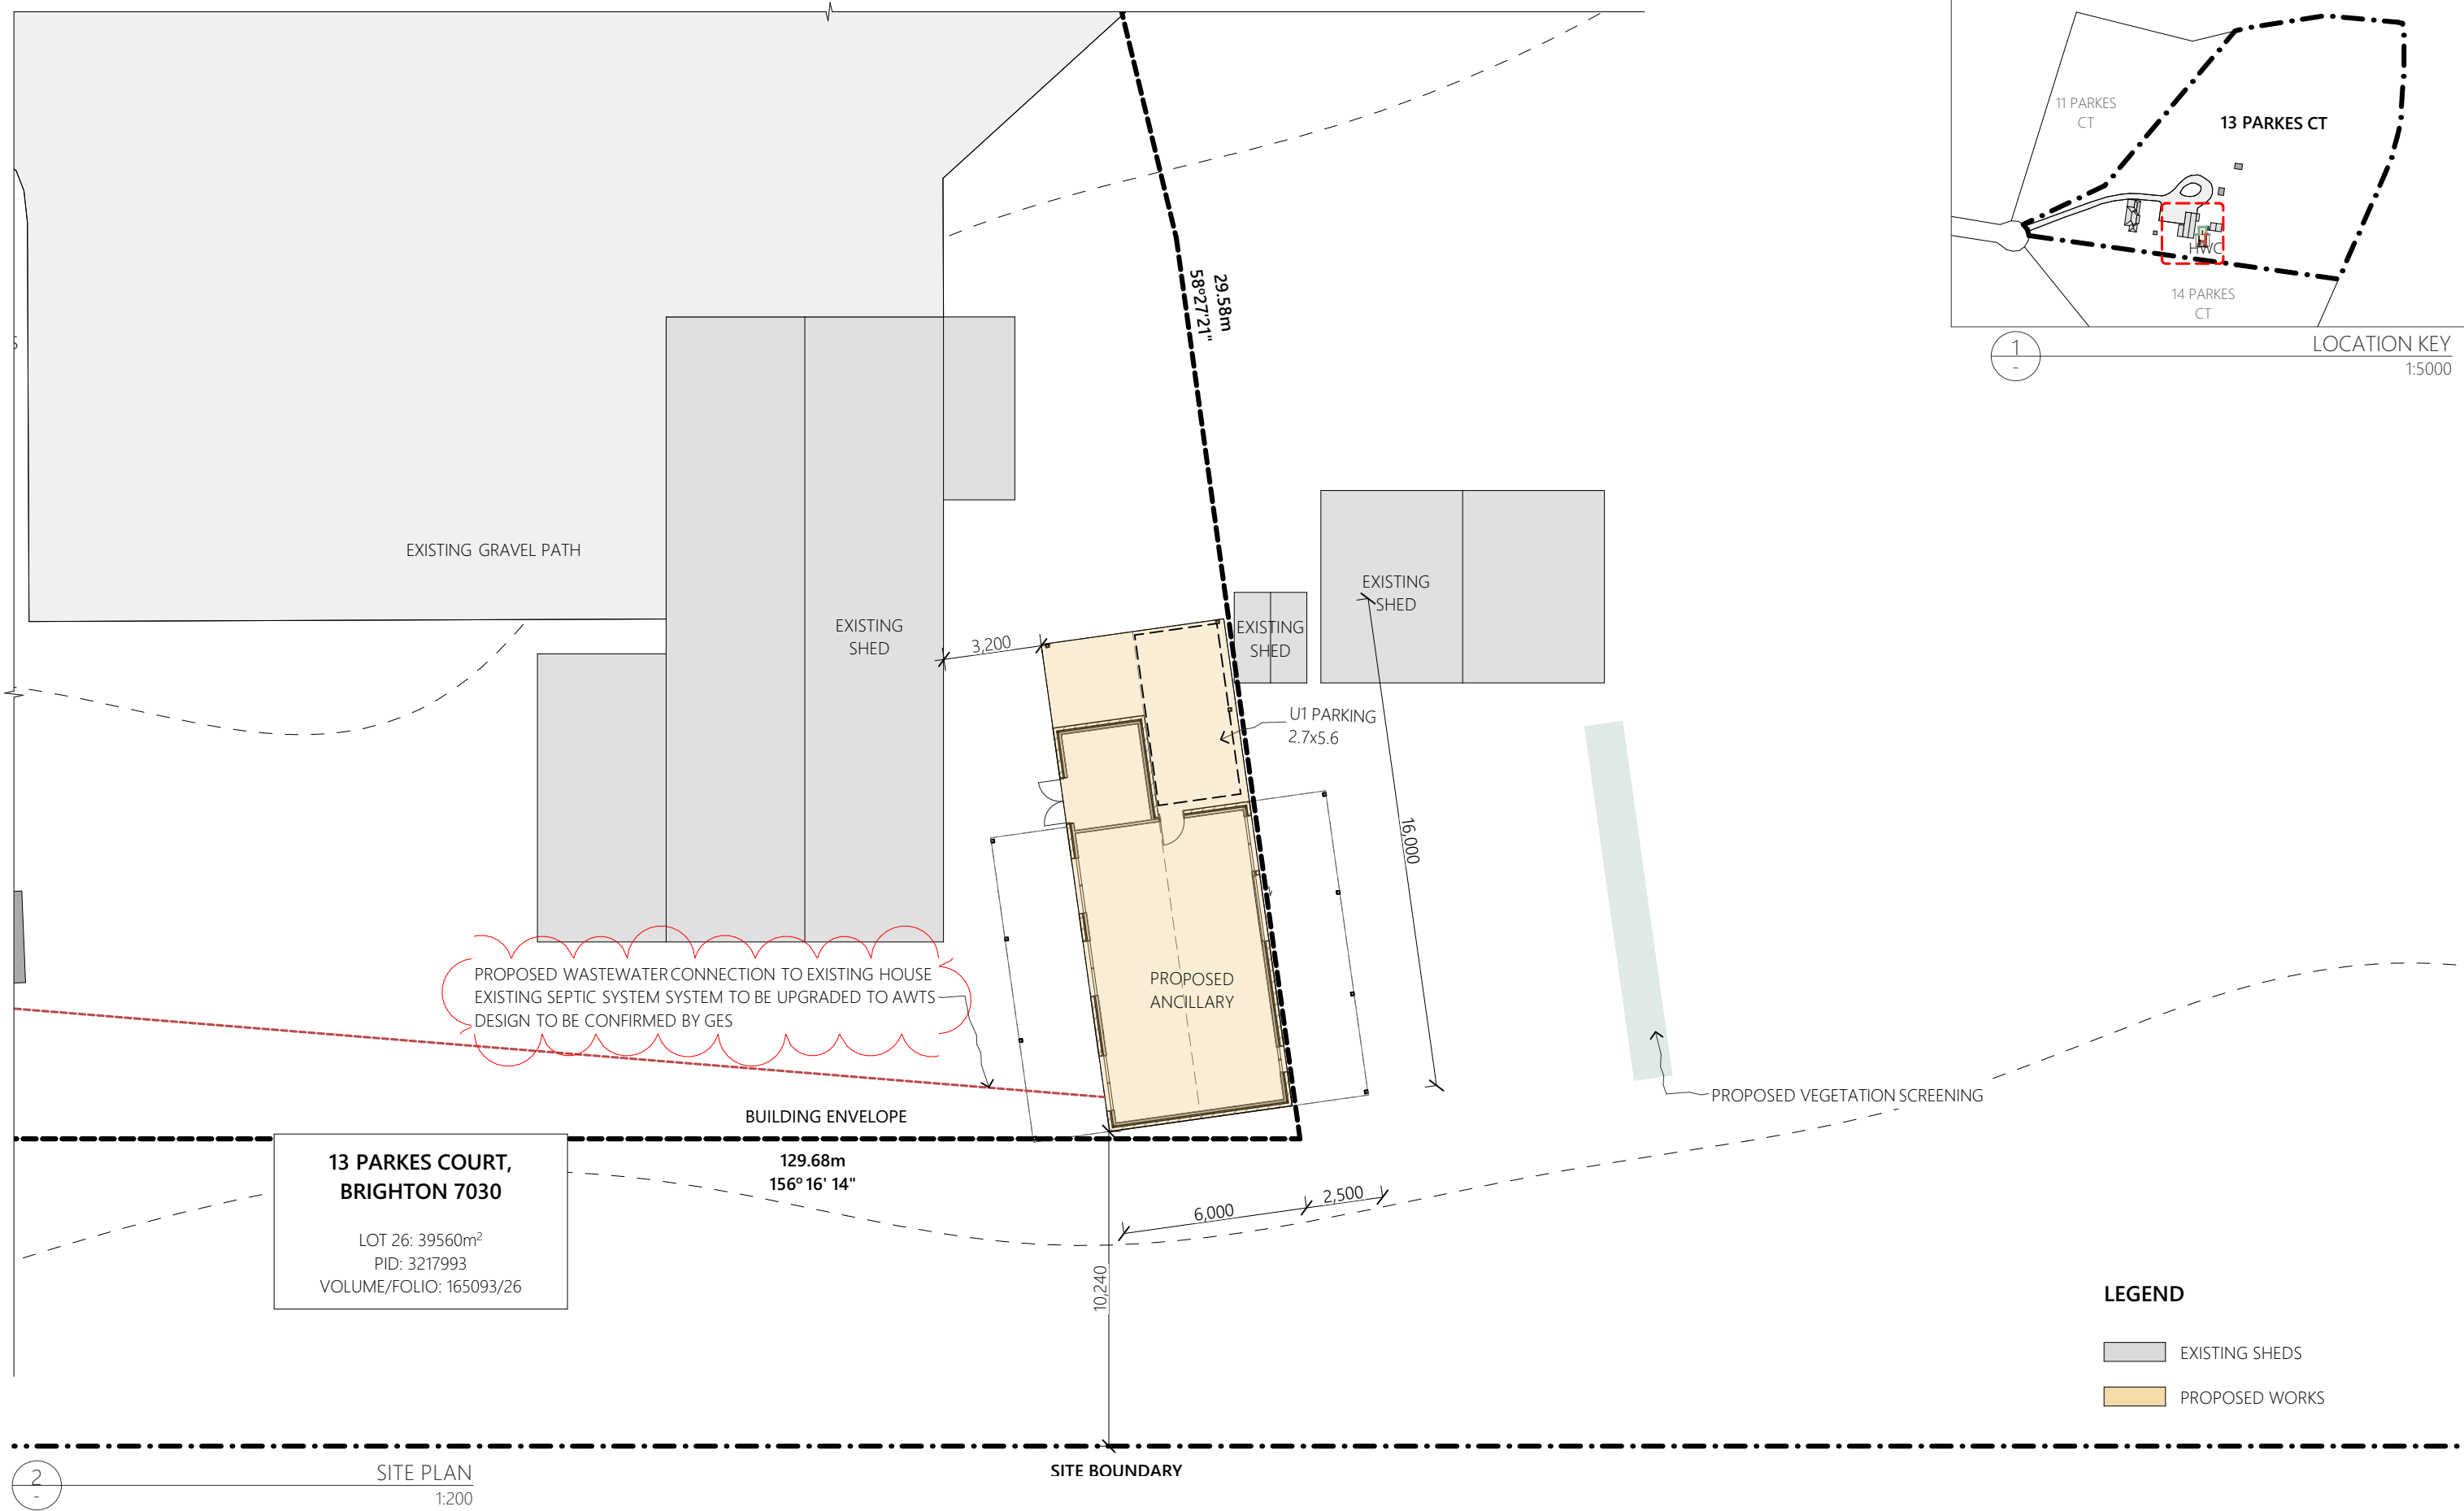 11 PARKES
CT
13 PARKES CT
HWC
14 PARKES
CT
1
-
LOCATION KEY
1:5000
29.58m
58º27'21"
EXISTING GRAVEL PATH
EXISTING
SHED
3,200
EXISTING
SHED
EXISTING
SHED
U1 PARKING
2.7x5.6
16,000
PROPOSED WASTEWATER CONNECTION TO EXISTING HOUSE
EXISTING SEPTIC SYSTEM SYSTEM TO BE UPGRADED TO AWTS
DESIGN TO BE CONFIRMED BY GES
PROPOSED
ANCILLARY
PROPOSED VEGETATION SCREENING
BUILDING ENVELOPE
129.68m
156º 16' 14"
13 PARKES COURT,
BRIGHTON 7030
LOT 26: 39560m²
PID: 3217993
VOLUME/FOLIO: 165093/26
6,000
2,500
10,240
LEGEND
EXISTING SHEDS
PROPOSED WORKS
SITE BOUNDARY
2
-
SITE PLAN
1:200